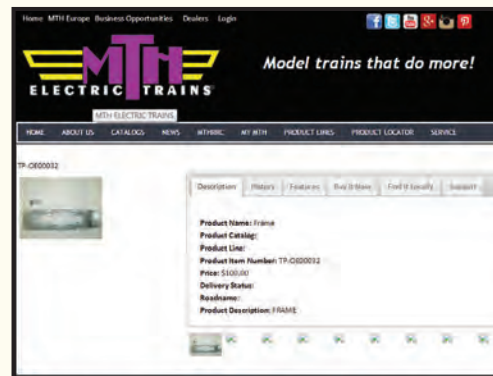 Home MTH Europe Business Opportunities Dealers Login
MTH
ELECTRIC TRAINS
Model trains that do more!
MTH ELECTRIC TRAINS
HOME ABOUT US CATALOGS NEWS MTHRRC MY MTH PRODUCT LINES PRODUCT LOCATOR SERVICE
TP-OE00032
Description History Features Buy It Now Find It Locally Support
Product Name: Frame
Product Catalog:
Product Line:
Product Item Number: TP-OE00032
Price: $100.00
Delivery Status:
Roadname:
Product Description: FRAME